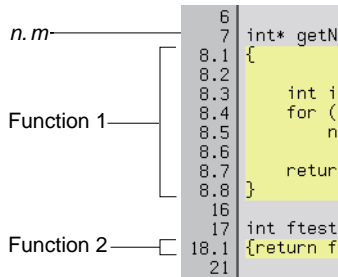 6
n.m 7 int* getN
8.1 {
8.2
8.3 int i
8.4 for (
Function 1 8.5 n
8.6
8.7 retur
8.8 }
16
17 int ftest
Function 2 18.1 {return f
21